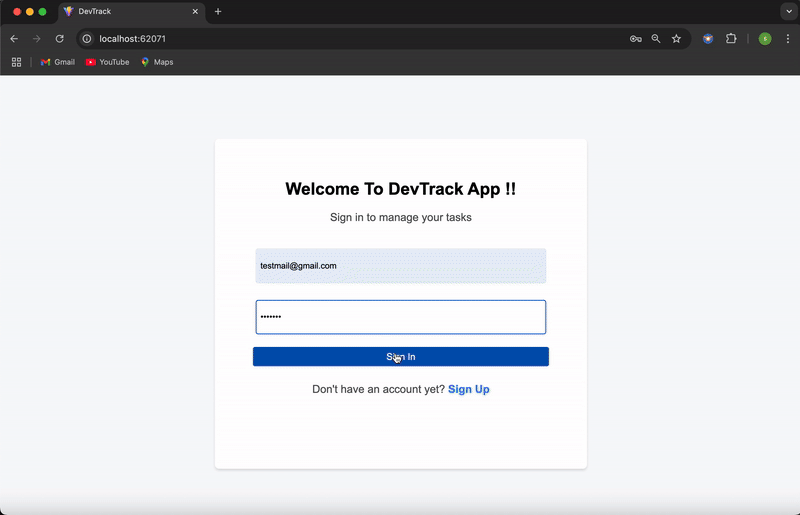 DevTrack
localhost:62071
Gmail
YouTube
Maps
Welcome To DevTrack App !!
Sign in to manage your tasks
testmail@gmail.com
•••••••
Sign In
Don't have an account yet? Sign Up